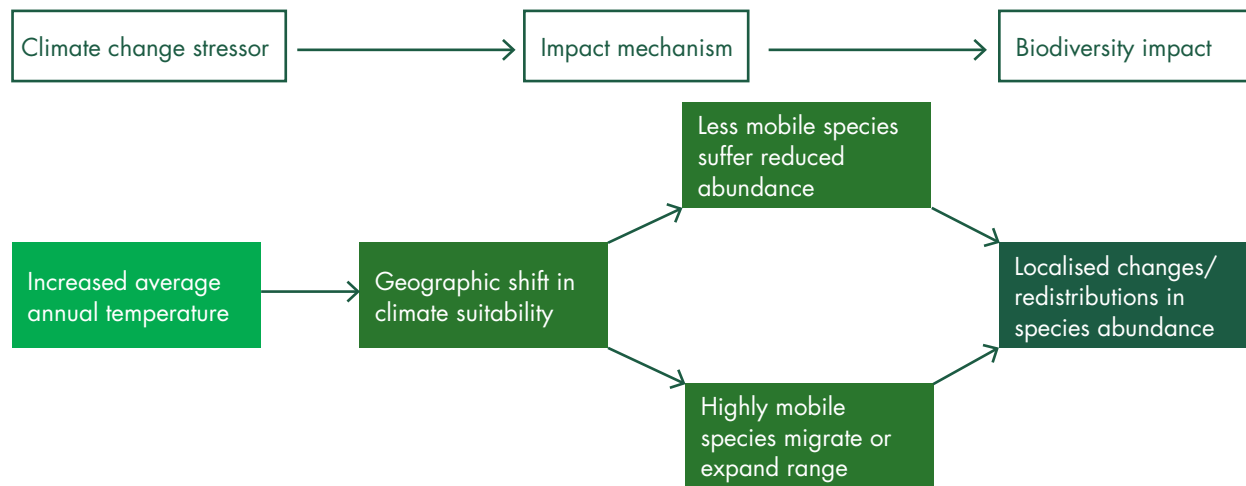 Climate change stressor
Impact mechanism
Biodiversity impact
Less mobile species
suffer reduced
abundance
Increased average
annual temperature
Geographic shift in
climate suitability
Localised changes/
redistributions in
species abundance
Highly mobile
species migrate or
expand range